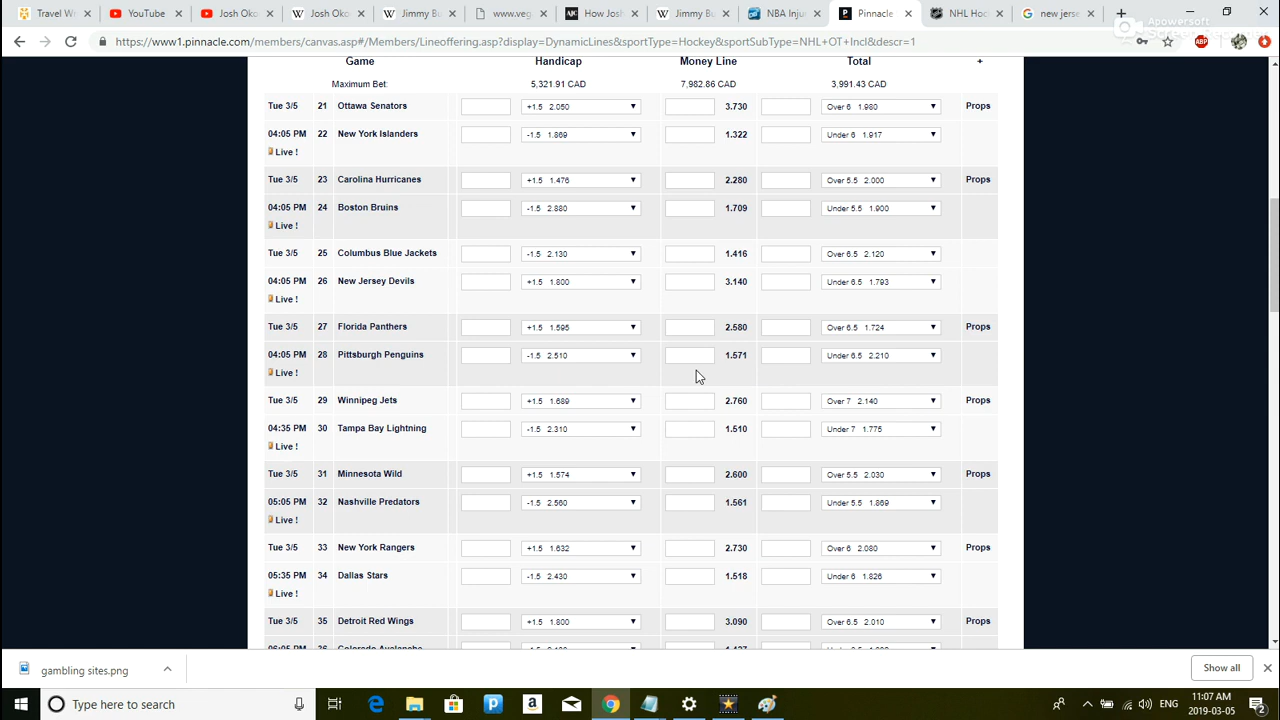 Travel W
YouTube
Josh Oko
Josh Oko
Jimmy B
www.veg
How Josh
Jimmy Bu
NBA Inju
Pinnacle
NHL Hoc
new jerse
https://www1.pinnacle.com/members/canvas.asp#/Members/Lineoffering.asp?display=DynamicLines&sportType=Hockey&sportSubType=NHL+OT+Incl&descr=1
Apowersoft
Screen Recorder
Game Handicap Money Line Total +
Maximum Bet: 5,321.91 CAD 7,982.86 CAD 3,991.43 CAD
Tue 3/5 21 Ottawa Senators +1.5 2.050 3.730 Over 6 1.980 Props
04:05 PM 22 New York Islanders -1.5 1.869 1.322 Under 6 1.917
Live !
Tue 3/5 23 Carolina Hurricanes +1.5 1.476 2.280 Over 5.5 2.000 Props
04:05 PM 24 Boston Bruins -1.5 2.880 1.709 Under 5.5 1.900
Live !
Tue 3/5 25 Columbus Blue Jackets -1.5 2.130 1.416 Over 6.5 2.120
04:05 PM 26 New Jersey Devils +1.5 1.800 3.140 Under 6.5 1.793
Live !
Tue 3/5 27 Florida Panthers +1.5 1.595 2.580 Over 6.5 1.724 Props
04:05 PM 28 Pittsburgh Penguins -1.5 2.510 1.571 Under 6.5 2.210
Live !
Tue 3/5 29 Winnipeg Jets +1.5 1.689 2.760 Over 7 2.140 Props
04:35 PM 30 Tampa Bay Lightning -1.5 2.310 1.510 Under 7 1.775
Live !
Tue 3/5 31 Minnesota Wild +1.5 1.574 2.600 Over 5.5 2.030 Props
05:05 PM 32 Nashville Predators -1.5 2.560 1.561 Under 5.5 1.869
Live !
Tue 3/5 33 New York Rangers +1.5 1.632 2.730 Over 6 2.080 Props
05:35 PM 34 Dallas Stars -1.5 2.430 1.518 Under 6 1.826
Live !
Tue 3/5 35 Detroit Red Wings +1.5 1.800 3.090 Over 6.5 2.010 Props
Colorado Avalanche
gambling sites.png
Show all
Type here to search
ENG
11:07 AM
2019-03-05
2